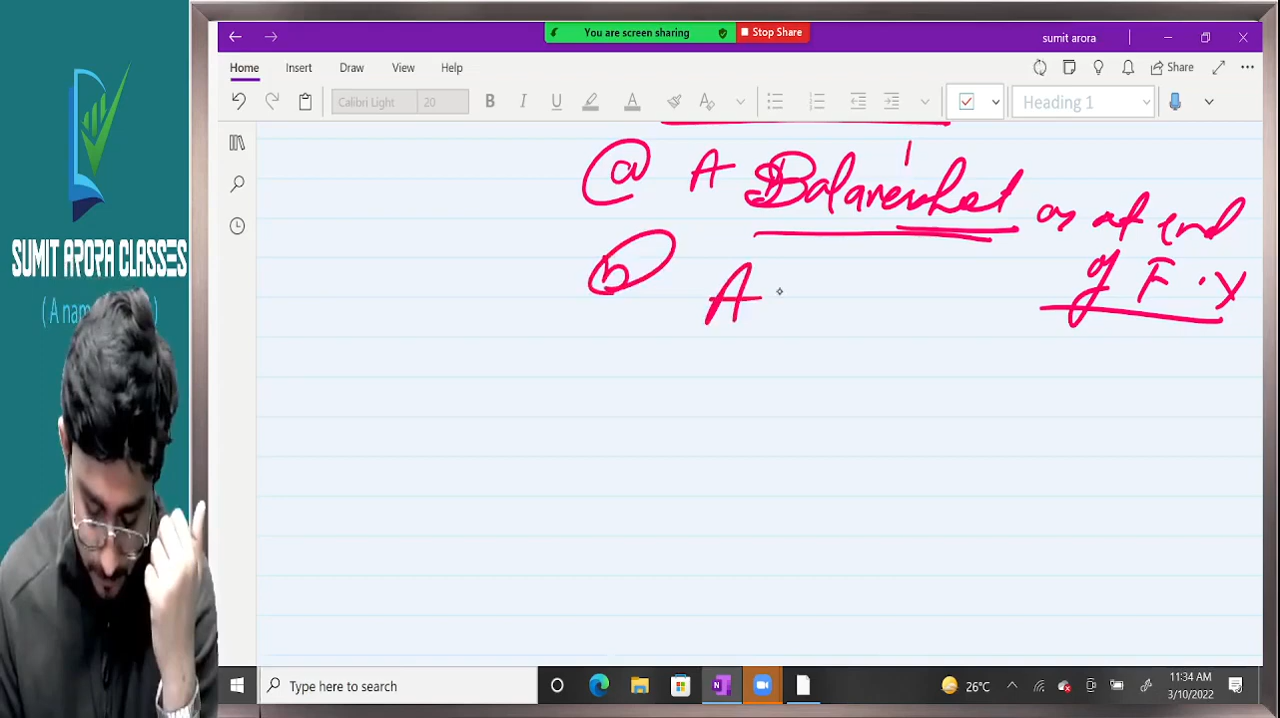 You are screen sharing Stop Share
sumit arora
Home Insert Draw View Help Share
Calibri Light 20 B I U A Heading 1
(a) A Balancesheet as at end
of F.Y
(b) A
SUMIT ARORA CLASSES
( A nam )
Type here to search
26°C
11:34 AM
3/10/2022